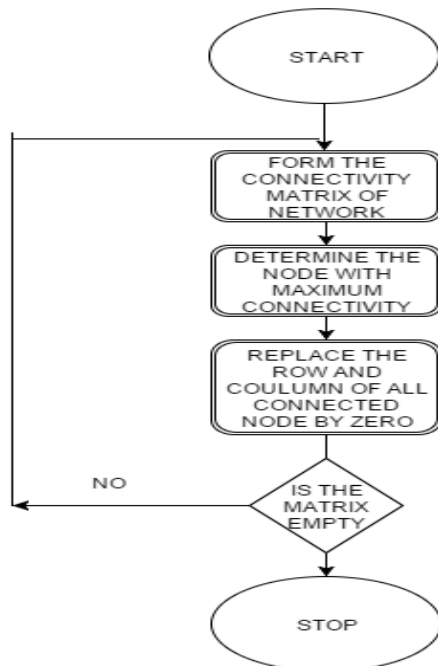 START
FORM THE
CONNECTIVITY
MATRIX OF
NETWORK
DETERMINE THE
NODE WITH
MAXIMUM
CONNECTIVITY
REPLACE THE
ROW AND
COULUMN OF ALL
CONNECTED
NODE BY ZERO
NO
IS THE
MATRIX
EMPTY
STOP